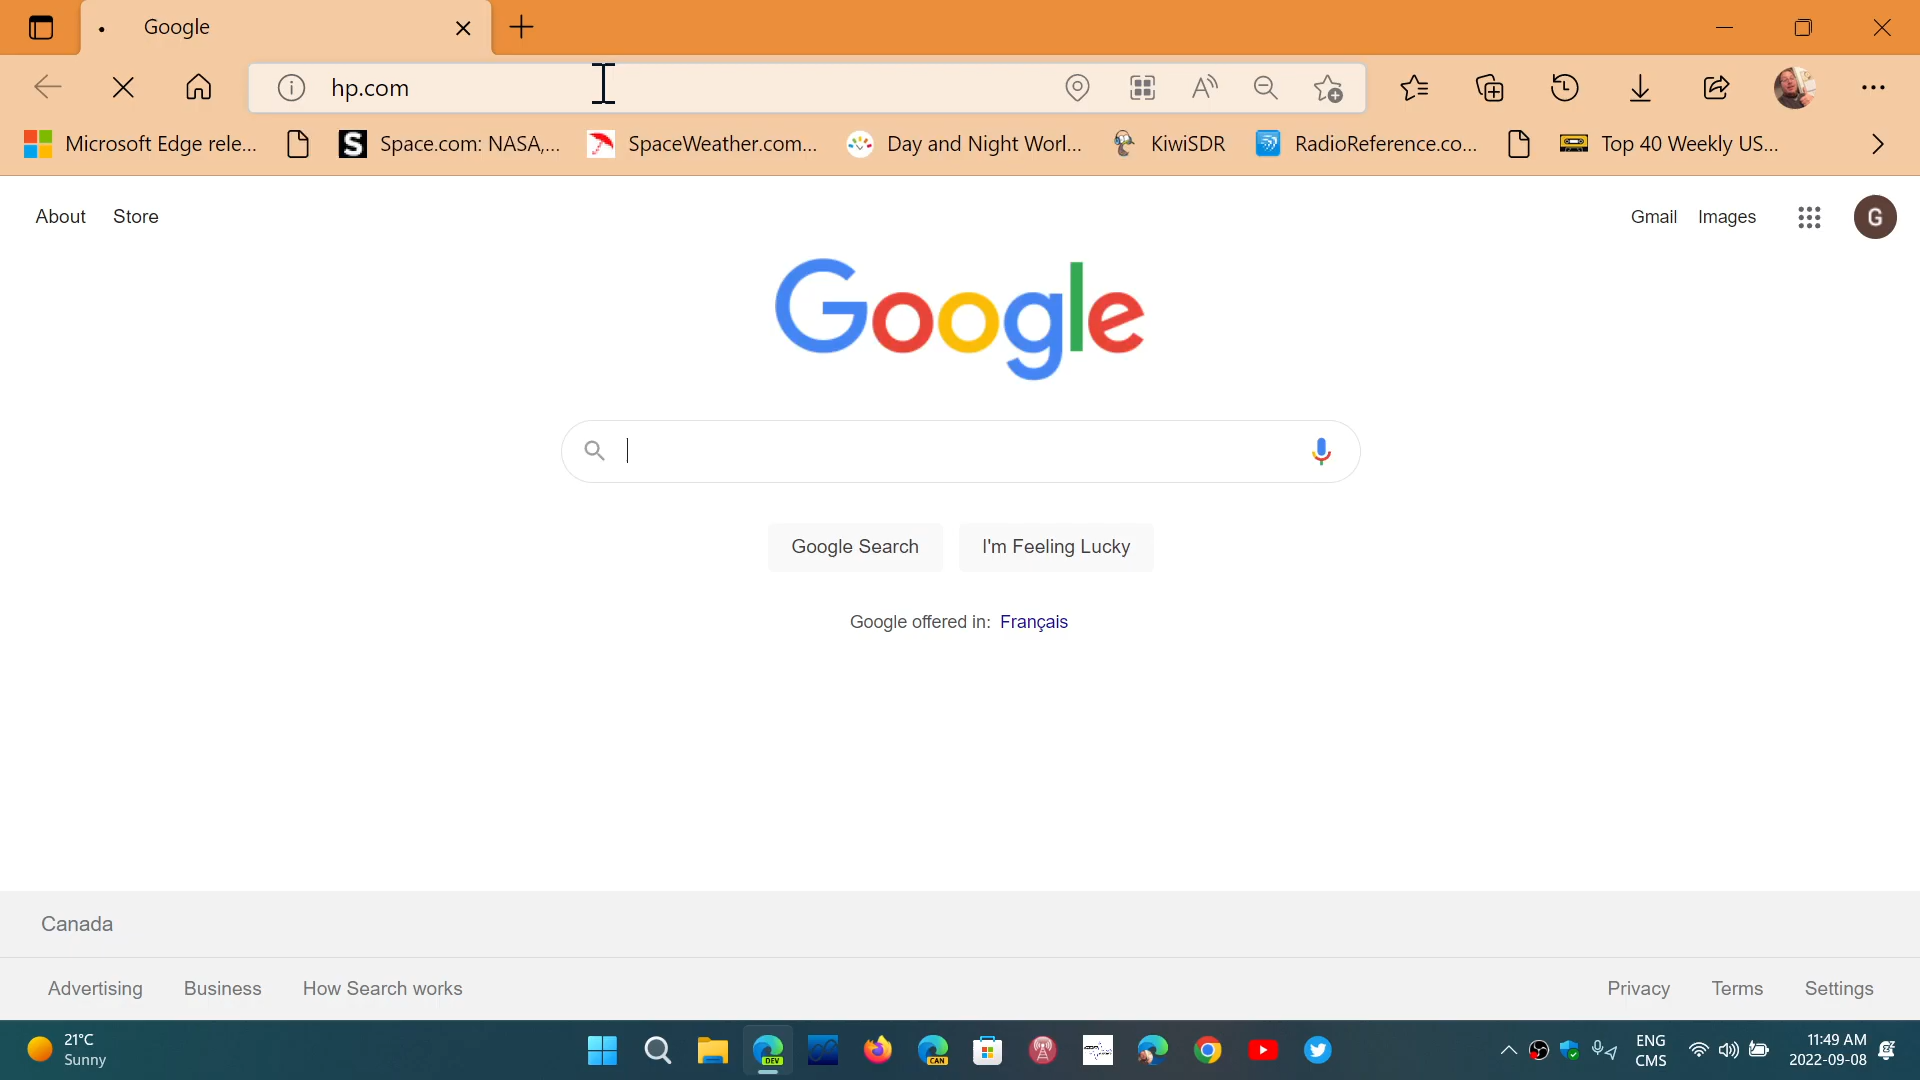 Google
hp.com
Microsoft Edge rele...
S Space.com: NASA,...
SpaceWeather.com...
Day and Night Worl...
KiwiSDR
RadioReference.co...
Top 40 Weekly US...
About Store
Gmail Images
G
Google
Google Search I'm Feeling Lucky
Google offered in: Français
Canada
Advertising Business How Search works
Privacy Terms Settings
21°C
Sunny
DEV
CAN
ENG
CMS
11:49 AM
2022-09-08